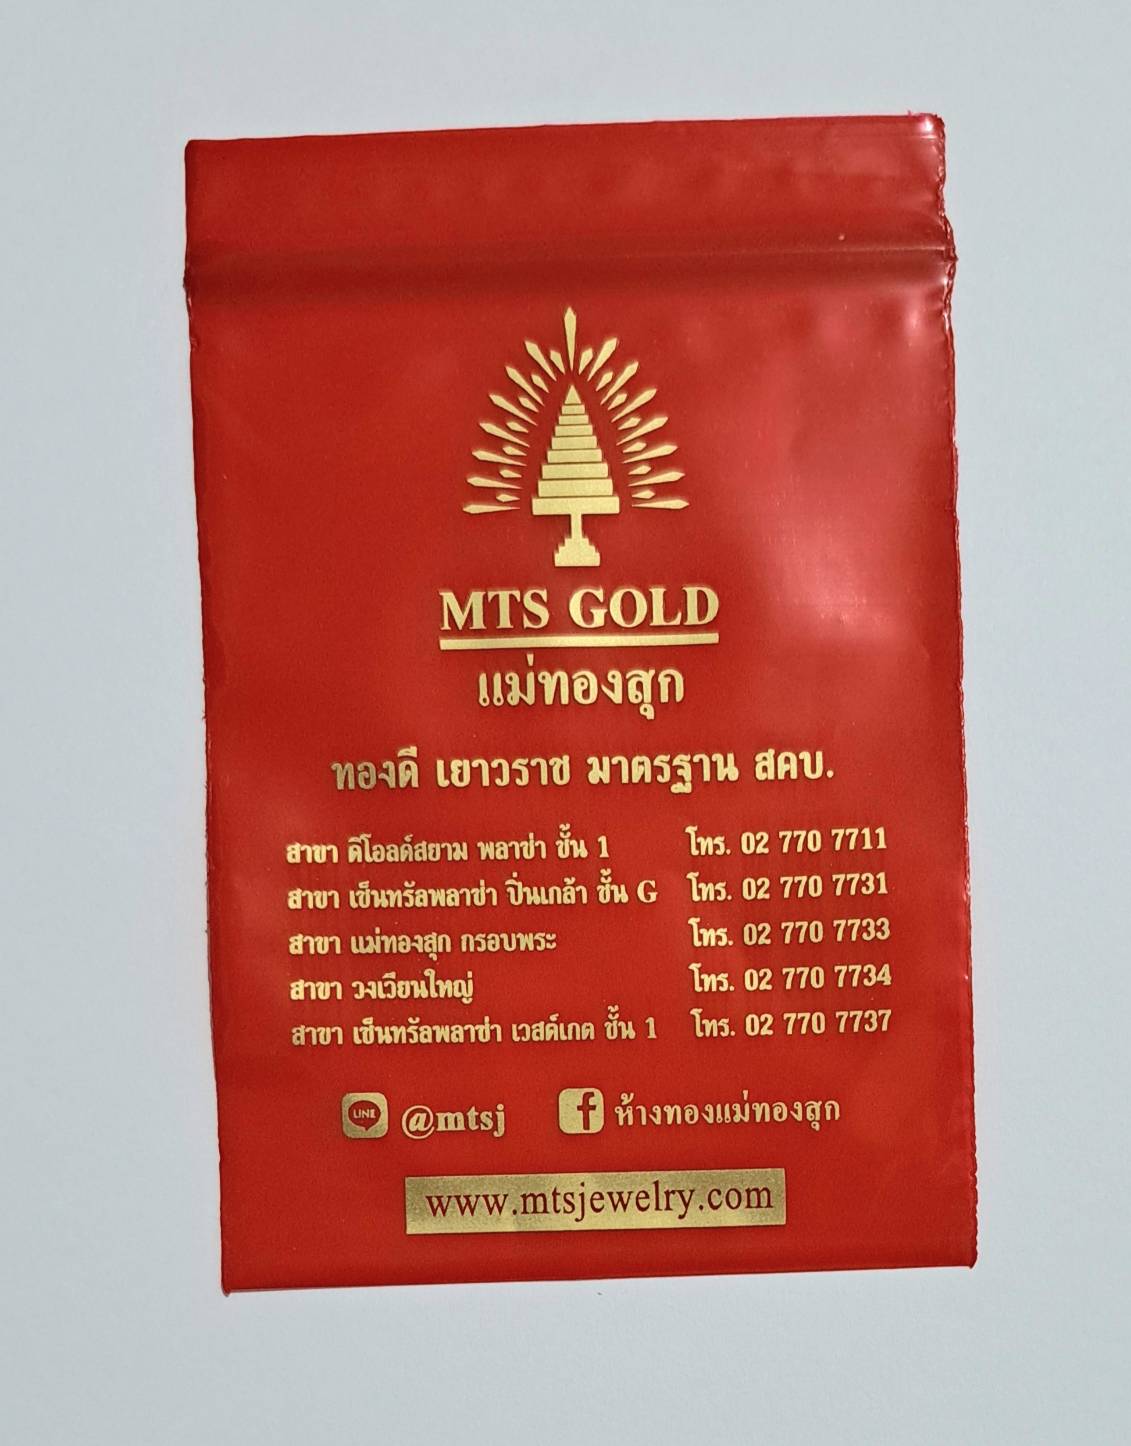 MTS GOLD
แม่ทองสุก
ทองดี เยาวราช มาตรฐาน สคบ.
สาขา ดิโอลด์สยาม พลาซ่า ชั้น 1 โทร. 02 770 7711
สาขา เซ็นทรัลพลาซ่า ปิ่นเกล้า ชั้น G โทร. 02 770 7731
สาขา แม่ทองสุก กรอบพระ โทร. 02 770 7733
สาขา วงเวียนใหญ่ โทร. 02 770 7734
สาขา เซ็นทรัลพลาซ่า เวสต์เกต ชั้น 1 โทร. 02 770 7737
LINE @mtsj f ห้างทองแม่ทองสุก
www.mtsjewelry.com